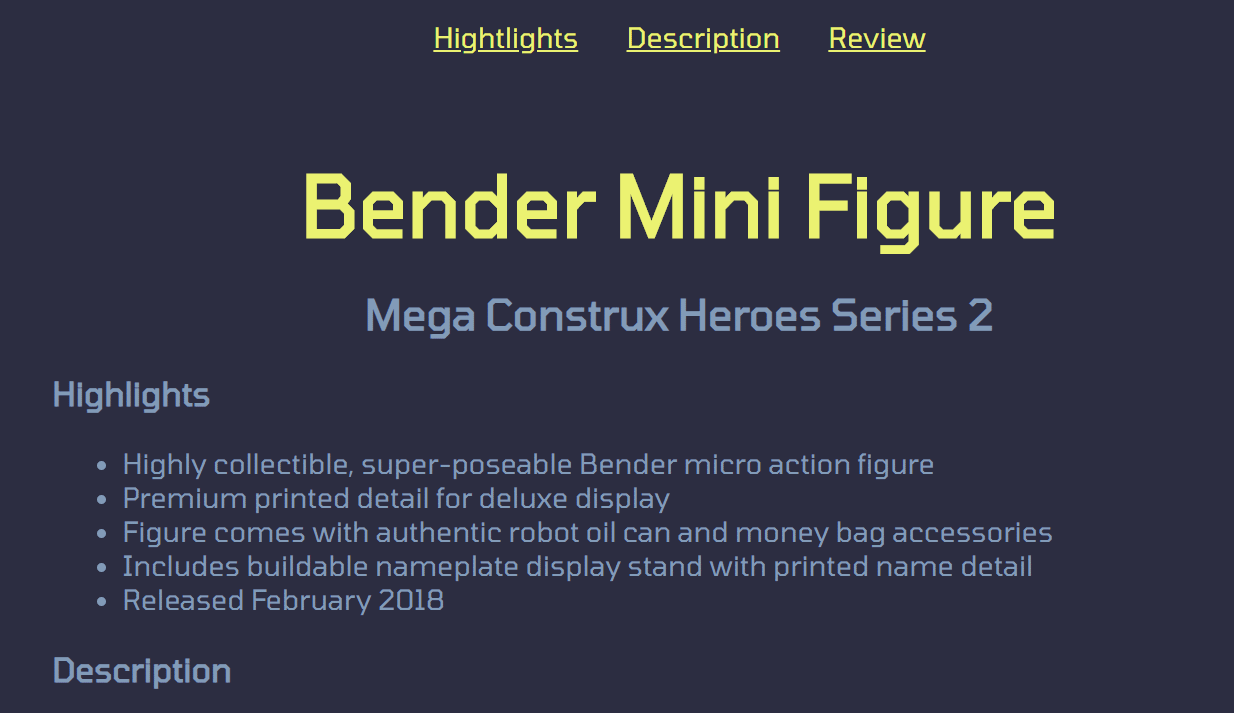 Hightlights Description Review
Bender Mini Figure
Mega Construx Heroes Series 2
Highlights
• Highly collectible, super-poseable Bender micro action figure
• Premium printed detail for deluxe display
• Figure comes with authentic robot oil can and money bag accessories
• Includes buildable nameplate display stand with printed name detail
• Released February 2018
Description